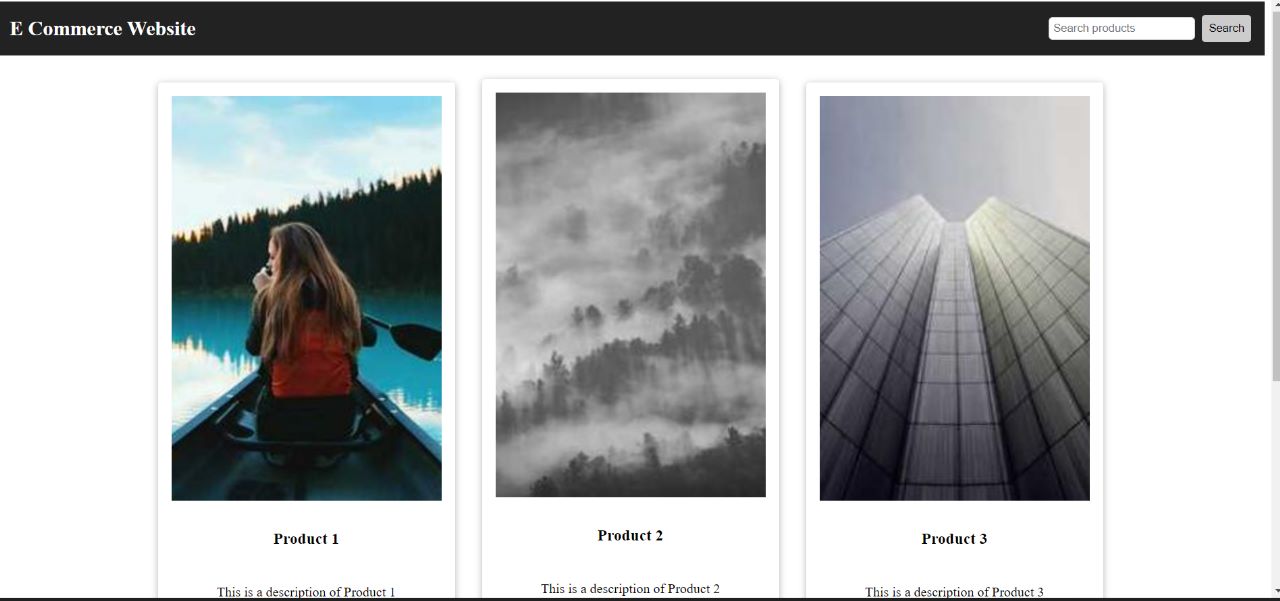 E Commerce Website
Search products
Search
Product 1
Product 2
Product 3
This is a description of Product 1
This is a description of Product 2
This is a description of Product 3